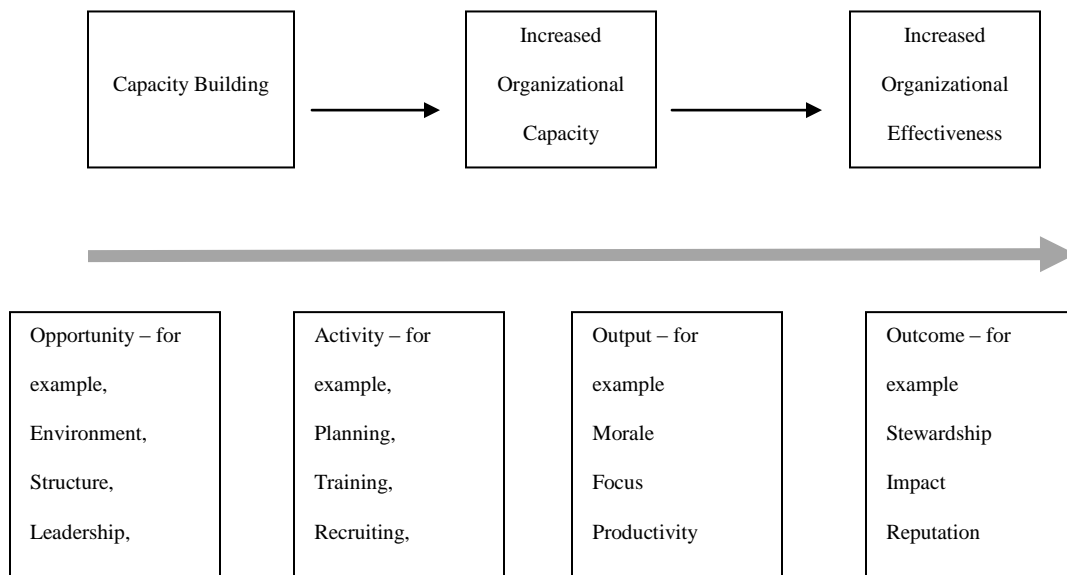 Capacity Building
Increased
Organizational
Capacity
Increased
Organizational
Effectiveness
Opportunity – for
example,
Environment,
Structure,
Leadership,
Activity – for
example,
Planning,
Training,
Recruiting,
Output – for
example
Morale
Focus
Productivity
Outcome – for
example
Stewardship
Impact
Reputation